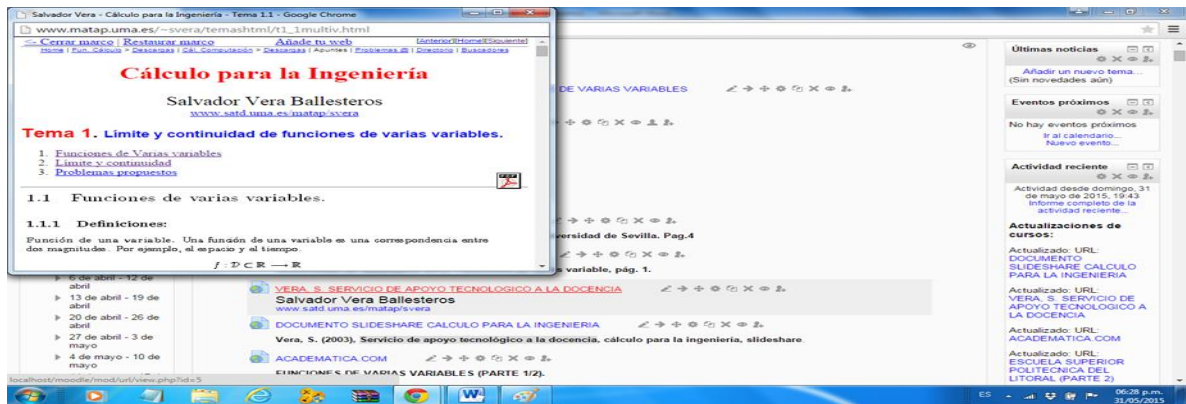 Salvador Vera - Cálculo para la Ingeniería - Tema 1.1 - Google Chrome
www.matap.uma.es/~svera/temashtml/t1_1multiv.html
<- Cerrar marco | Restaurar marco Añade tu web [Anterior][Home][Siguiente]
Home | Fun. Cálculo > Descargas | Cál. Computación > Descargas | Apuntes | Problemas | Directorio | Buscadores
Cálculo para la Ingeniería
Salvador Vera Ballesteros
www.satd.uma.es/matap/svera
Tema 1. Limite y continuidad de funciones de varias variables.
1. Funciones de Varias variables
2. Límite y continuidad
3. Problemas propuestos
1.1 Funciones de varias variables.
1.1.1 Definiciones:
Función de una variable. Una función de una variable es una correspondencia entre
dos magnitudes. Por ejemplo, el espacio y el tiempo.
f : D ⊂ R → R
DE VARIAS VARIABLES
versidad de Sevilla. Pag.4
s variable, pág. 1.
6 de abril - 12 de
abril
13 de abril - 19 de
abril
20 de abril - 26 de
abril
27 de abril - 3 de
mayo
4 de mayo - 10 de
mayo
VERA, S. SERVICIO DE APOYO TECNOLOGICO A LA DOCENCIA
Salvador Vera Ballesteros
www.satd.uma.es/matap/svera
DOCUMENTO SLIDESHARE CALCULO PARA LA INGENIERIA
Vera, S. (2003), Servicio de apoyo tecnológico a la docencia, cálculo para la ingeniería, slideshare.
ACADEMATICA.COM
FUNCIONES DE VARIAS VARIABLES (PARTE 1/2).
Últimas noticias
Añadir un nuevo tema...
(Sin novedades aún)
Eventos próximos
No hay eventos próximos
Ir al calendario...
Nuevo evento...
Actividad reciente
Actividad desde domingo, 31
de mayo de 2015, 19:43
Informe completo de la
actividad reciente...
Actualizaciones de
cursos:
Actualizado: URL:
DOCUMENTO
SLIDESHARE CALCULO
PARA LA INGENIERIA
Actualizado: URL:
VERA, S. SERVICIO DE
APOYO TECNOLOGICO A
LA DOCENCIA
Actualizado: URL:
ACADEMATICA.COM
Actualizado: URL:
ESCUELA SUPERIOR
POLITECNICA DEL
LITORAL (PARTE 2)
localhost/moodle/mod/url/view.php?id=5
ES
06:28 p.m.
31/05/2015